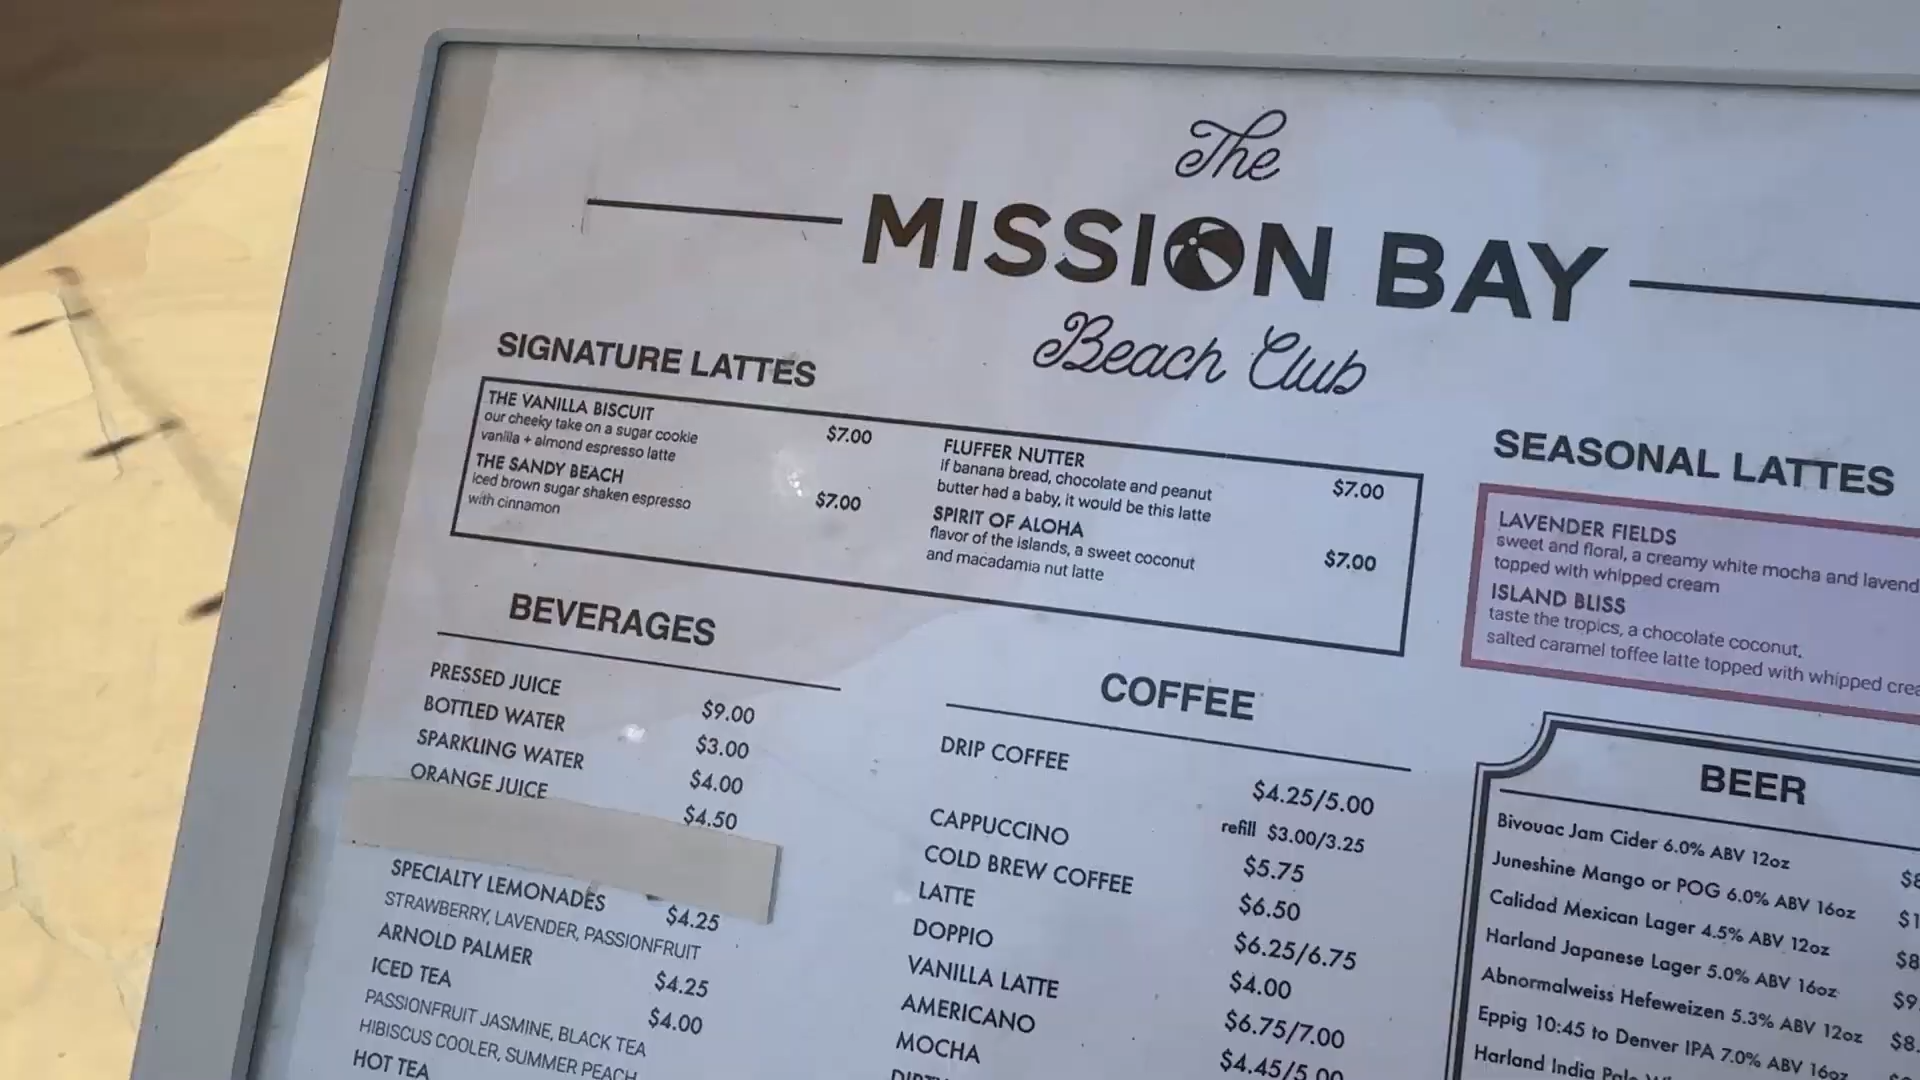 The
MISSION BAY
Beach Club
SIGNATURE LATTES
THE VANILLA BISCUIT $7.00
our cheeky take on a sugar cookie
vanilla + almond espresso latte
THE SANDY BEACH $7.00
iced brown sugar shaken espresso
with cinnamon
FLUFFER NUTTER $7.00
if banana bread, chocolate and peanut
butter had a baby, it would be this latte
SPIRIT OF ALOHA $7.00
flavor of the islands, a sweet coconut
and macadamia nut latte
SEASONAL LATTES
LAVENDER FIELDS
sweet and floral, a creamy white mocha and lavend
topped with whipped cream
ISLAND BLISS
taste the tropics, a chocolate coconut,
salted caramel toffee latte topped with whipped crea
BEVERAGES
PRESSED JUICE $9.00
BOTTLED WATER $3.00
SPARKLING WATER $4.00
ORANGE JUICE $4.50
SPECIALTY LEMONADES $4.25
STRAWBERRY, LAVENDER, PASSIONFRUIT
ARNOLD PALMER $4.25
ICED TEA $4.00
PASSIONFRUIT JASMINE, BLACK TEA
HIBISCUS COOLER, SUMMER PEACH
HOT TEA
COFFEE
DRIP COFFEE $4.25/5.00
refill $3.00/3.25
CAPPUCCINO $5.75
COLD BREW COFFEE $6.50
LATTE $6.25/6.75
DOPPIO $4.00
VANILLA LATTE $6.75/7.00
AMERICANO $4.45/5.00
MOCHA
BEER
Bivouac Jam Cider 6.0% ABV 12oz
Juneshine Mango or POG 6.0% ABV 16oz
Calidad Mexican Lager 4.5% ABV 12oz
Harland Japanese Lager 5.0% ABV 16oz
Abnormalweiss Hefeweizen 5.3% ABV 12oz
Eppig 10:45 to Denver IPA 7.0% ABV 16oz
Harland India Pale